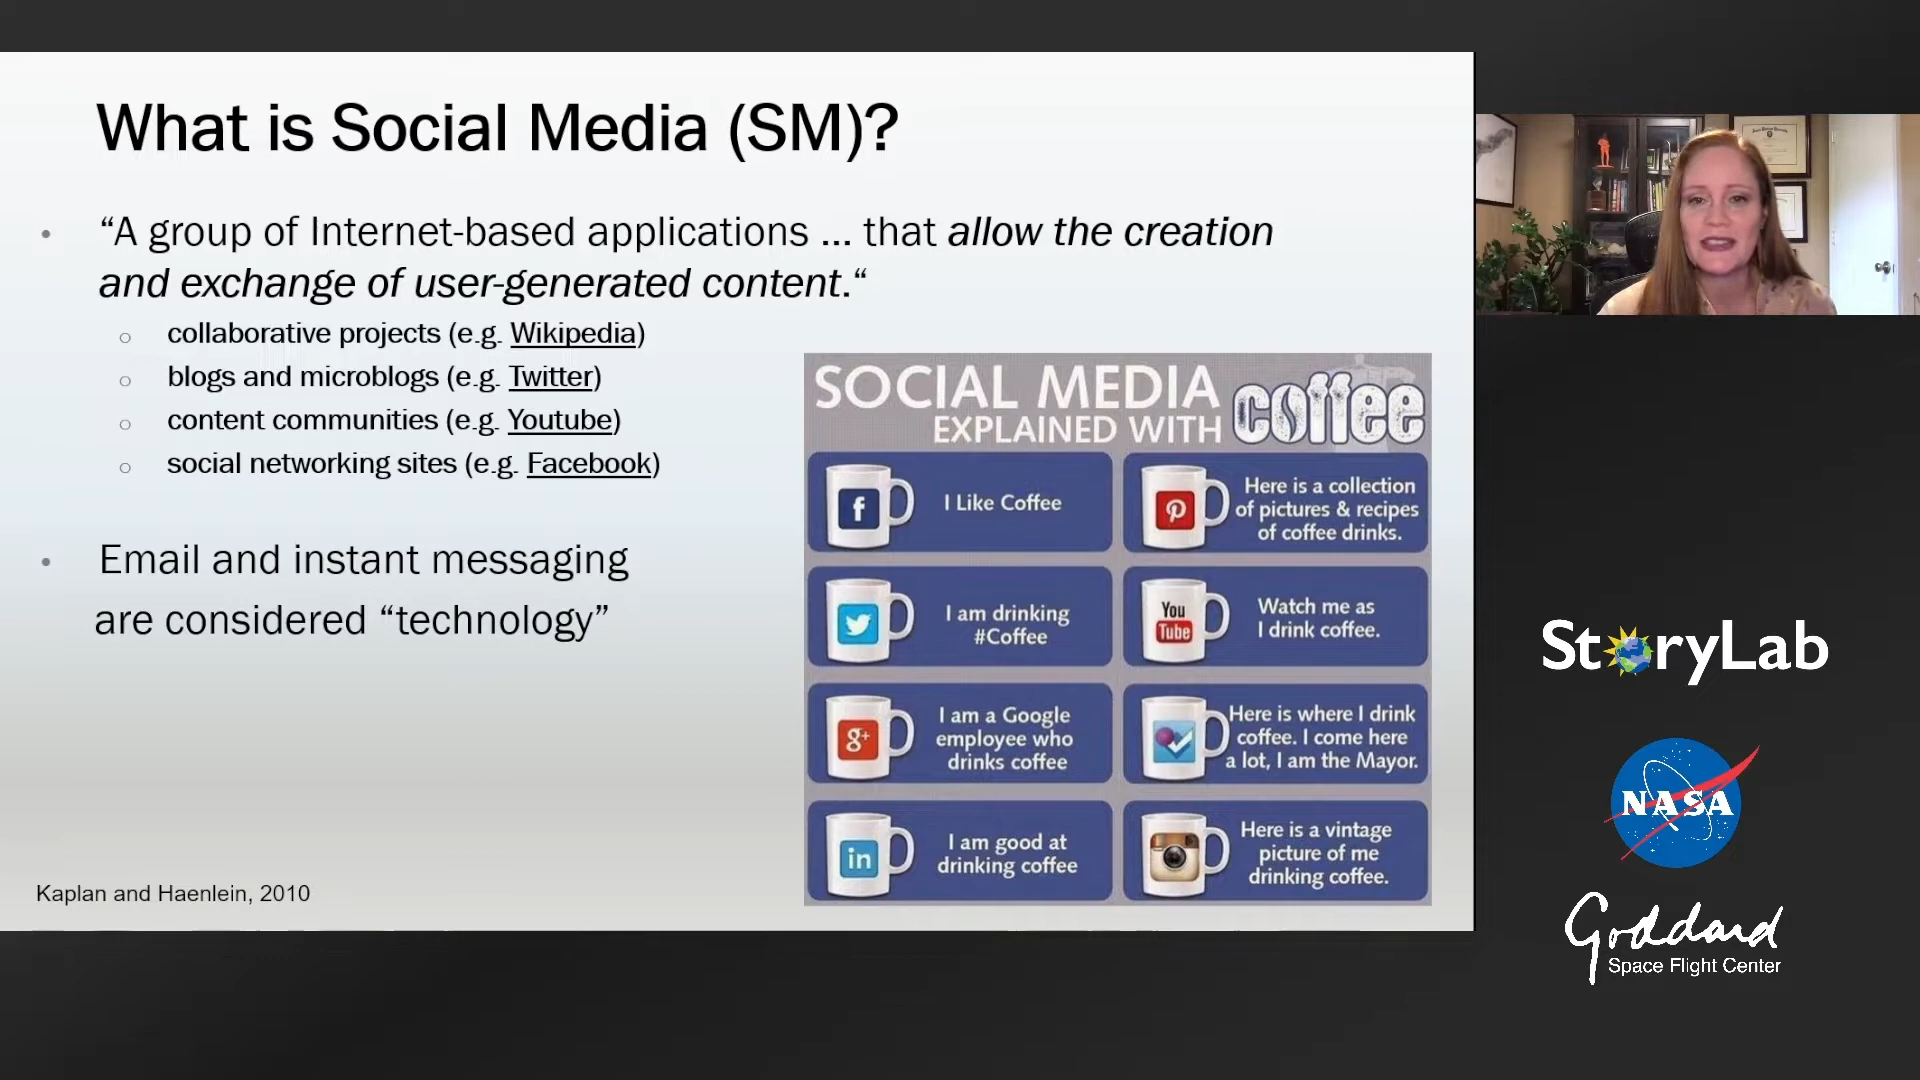 What is Social Media (SM)?
“A group of Internet-based applications ... that allow the creation
and exchange of user-generated content.“
collaborative projects (e.g. Wikipedia)
blogs and microblogs (e.g. Twitter)
content communities (e.g. Youtube)
social networking sites (e.g. Facebook)
Email and instant messaging
are considered “technology”
Kaplan and Haenlein, 2010
SOCIAL MEDIA
EXPLAINED WITH coffee
f
I Like Coffee
Here is a collection
of pictures & recipes
of coffee drinks.
I am drinking
#Coffee
You
Tube
Watch me as
I drink coffee.
g+
I am a Google
employee who
drinks coffee
Here is where I drink
coffee. I come here
a lot, I am the Mayor.
in
I am good at
drinking coffee
Here is a vintage
picture of me
drinking coffee.
StoryLab
NASA
Goddard
Space Flight Center